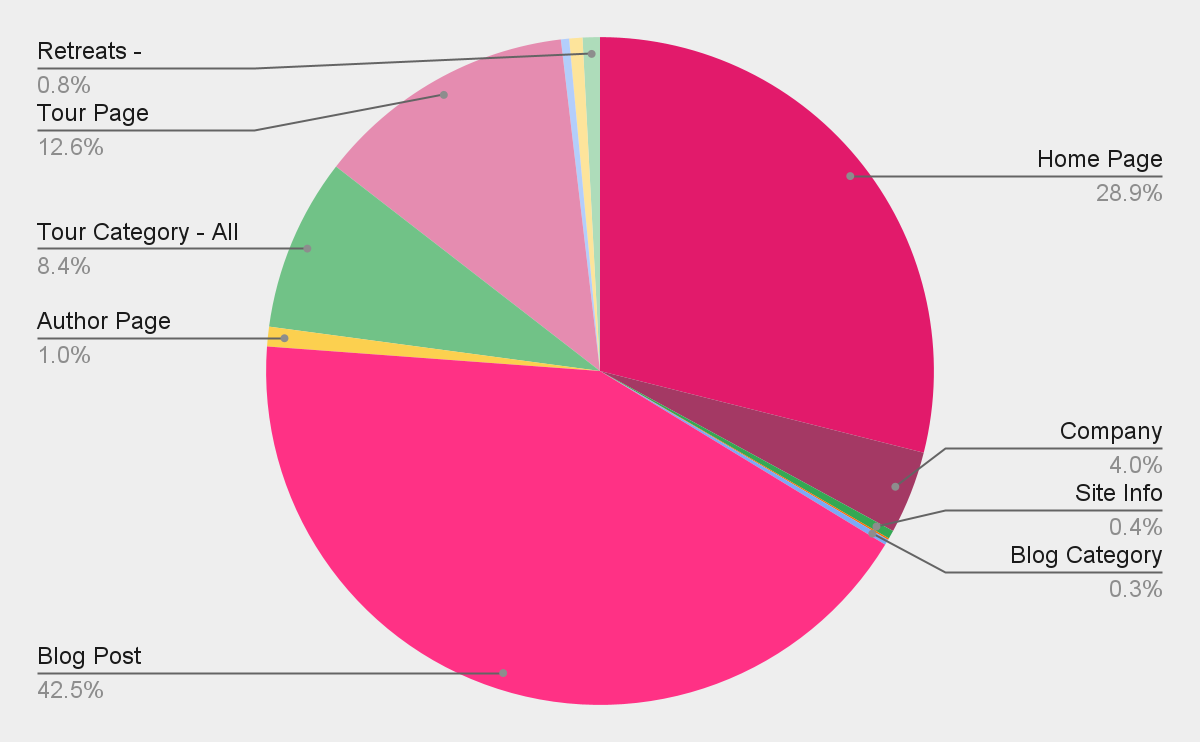 Retreats -
0.8%
Tour Page
12.6%
Tour Category - All
8.4%
Author Page
1.0%
Blog Post
42.5%
Home Page
28.9%
Company
4.0%
Site Info
0.4%
Blog Category
0.3%